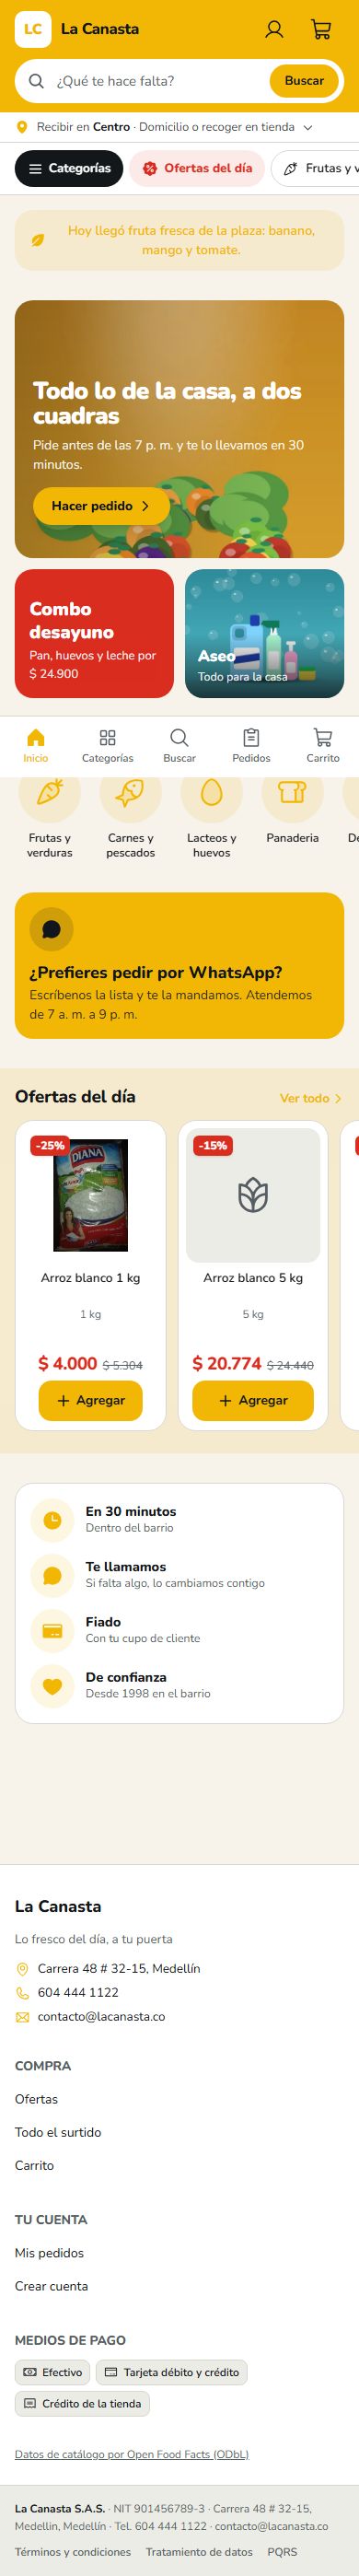 LC La Canasta
¿Qué te hace falta?
Buscar
Recibir en Centro · Domicilio o recoger en tienda
Categorías
Ofertas del día
Frutas y v
Hoy llegó fruta fresca de la plaza: banano,
mango y tomate.
Todo lo de la casa, a dos
cuadras
Pide antes de las 7 p. m. y te lo llevamos en 30
minutos.
Hacer pedido
Combo
desayuno
Pan, huevos y leche por
$ 24.900
Aseo
Todo para la casa
Inicio
Categorías
Buscar
Pedidos
Carrito
Frutas y
verduras
Carnes y
pescados
Lacteos y
huevos
Panaderia
De
¿Prefieres pedir por WhatsApp?
Escríbenos la lista y te la mandamos. Atendemos
de 7 a. m. a 9 p. m.
Ofertas del día
Ver todo
-25%
DIANA
Arroz blanco 1 kg
1 kg
$ 4.000 $ 5.304
Agregar
-15%
Arroz blanco 5 kg
5 kg
$ 20.774 $ 24.440
Agregar
En 30 minutos
Dentro del barrio
Te llamamos
Si falta algo, lo cambiamos contigo
Fiado
Con tu cupo de cliente
De confianza
Desde 1998 en el barrio
La Canasta
Lo fresco del día, a tu puerta
Carrera 48 # 32-15, Medellín
604 444 1122
contacto@lacanasta.co
COMPRA
Ofertas
Todo el surtido
Carrito
TU CUENTA
Mis pedidos
Crear cuenta
MEDIOS DE PAGO
Efectivo
Tarjeta débito y crédito
Crédito de la tienda
Datos de catálogo por Open Food Facts (ODbL)
La Canasta S.A.S. · NIT 901456789-3 · Carrera 48 # 32-15,
Medellin, Medellín · Tel. 604 444 1122 · contacto@lacanasta.co
Términos y condiciones
Tratamiento de datos
PQRS